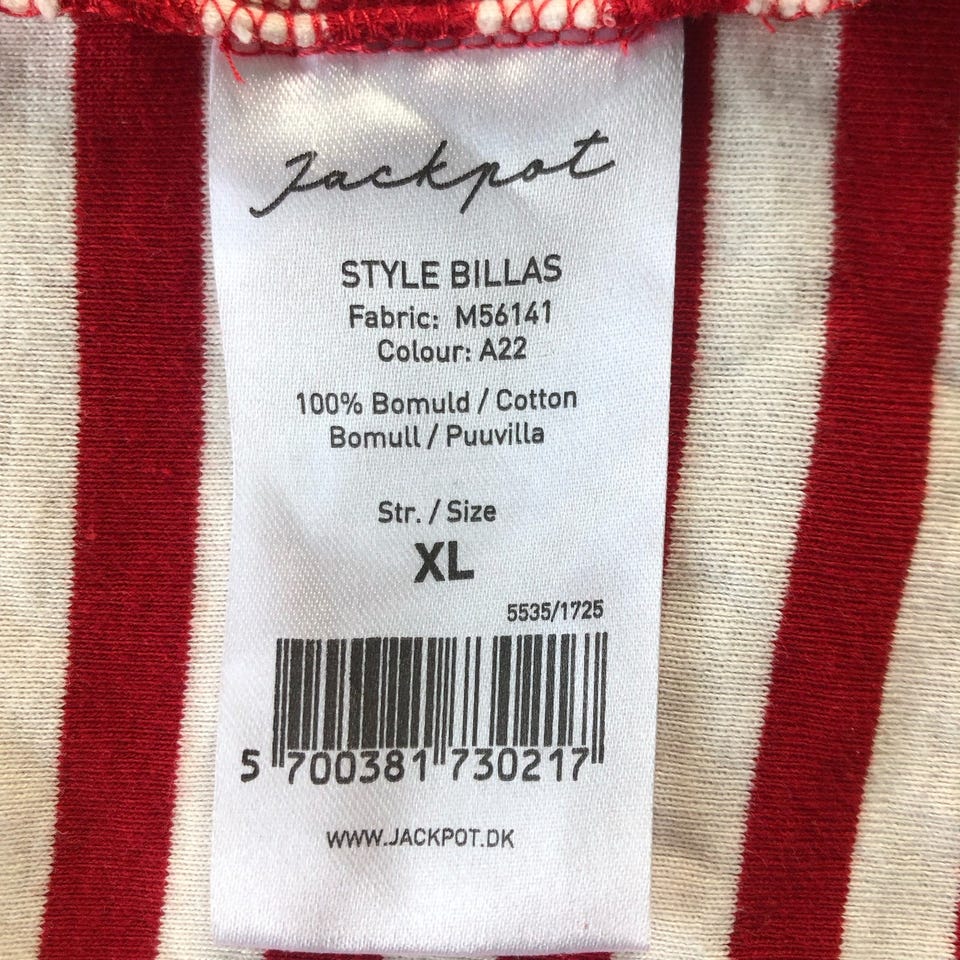 Jackpot
STYLE BILLAS
Fabric: M56141
Colour: A22
100% Bomuld / Cotton
Bomull / Puuvilla
Str. / Size
XL
5535/1725
5 700381 730217
WWW.JACKPOT.DK